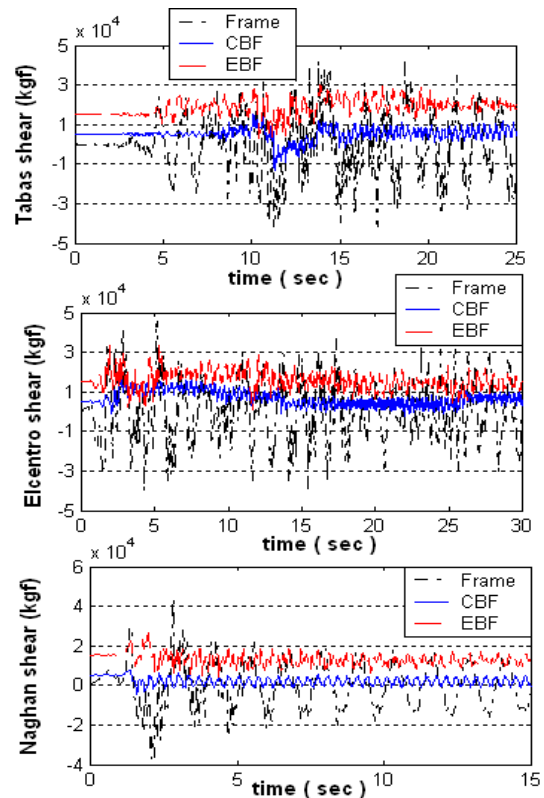 Frame
CBF
EBF
x 10^4
5
3
1
-1
-3
-5
Tabas shear (kgf)
0 5 10 15 20 25
time ( sec )
Frame
CBF
EBF
x 10^4
5
3
1
-1
-3
-5
Elcentro shear (kgf)
0 5 10 15 20 25 30
time ( sec )
Frame
CBF
EBF
x 10^4
6
4
2
0
-2
-4
Naghan shear (kgf)
0 5 10 15
time ( sec )